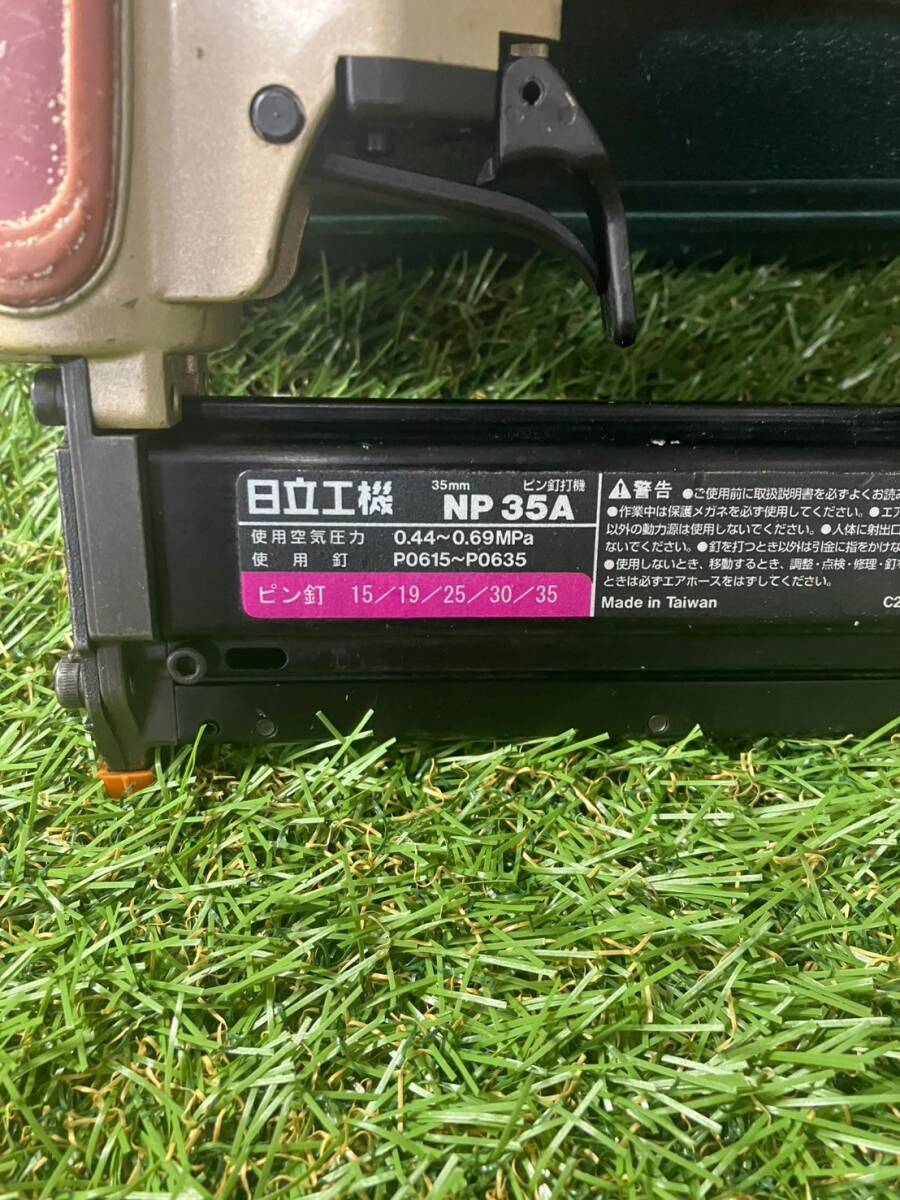 日立工機
35mm ピン釘打機
NP 35A
使用空気圧力 0.44～0.69MPa
使用釘 P0615～P0635
ピン釘 15／19／25／30／35
警告 ●ご使用前に取扱説明書を必ずよくお読み
●作業中は保護メガネを必ず使用してください。●エア
以外の動力源は使用しないでください。●人体に射出口
ないでください。●釘を打つとき以外は引金に指をかけな
●使用しないとき、移動するとき、調整・点検・修理・釘を
ときは必ずエアホースをはずしてください。
Made in Taiwan C2